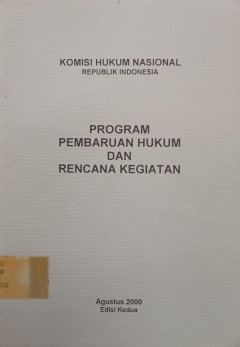 KOMISI HUKUM NASIONAL
REPUBLIK INDONESIA
PROGRAM
PEMBARUAN HUKUM
DAN
RENCANA KEGIATAN
Agustus 2000
Edisi Kedua